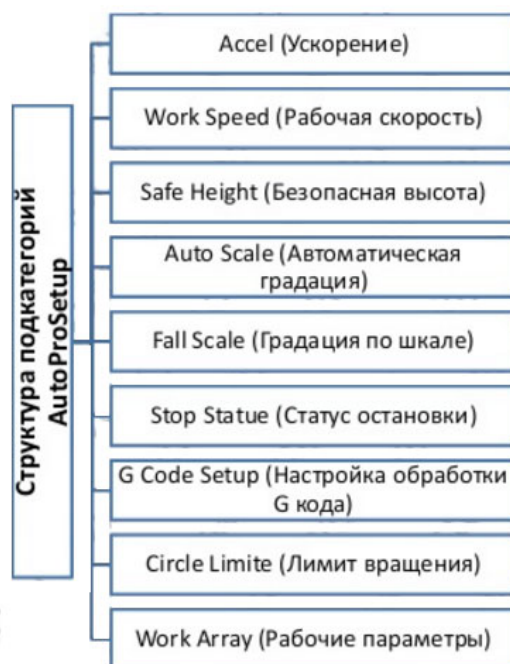 Структура подкатегорий
AutoProSetup
Accel (Ускорение)
Work Speed (Рабочая скорость)
Safe Height (Безопасная высота)
Auto Scale (Автоматическая
градация)
Fall Scale (Градация по шкале)
Stop Statue (Статус остановки)
G Code Setup (Настройка обработки
G кода)
Circle Limite (Лимит вращения)
Work Array (Рабочие параметры)